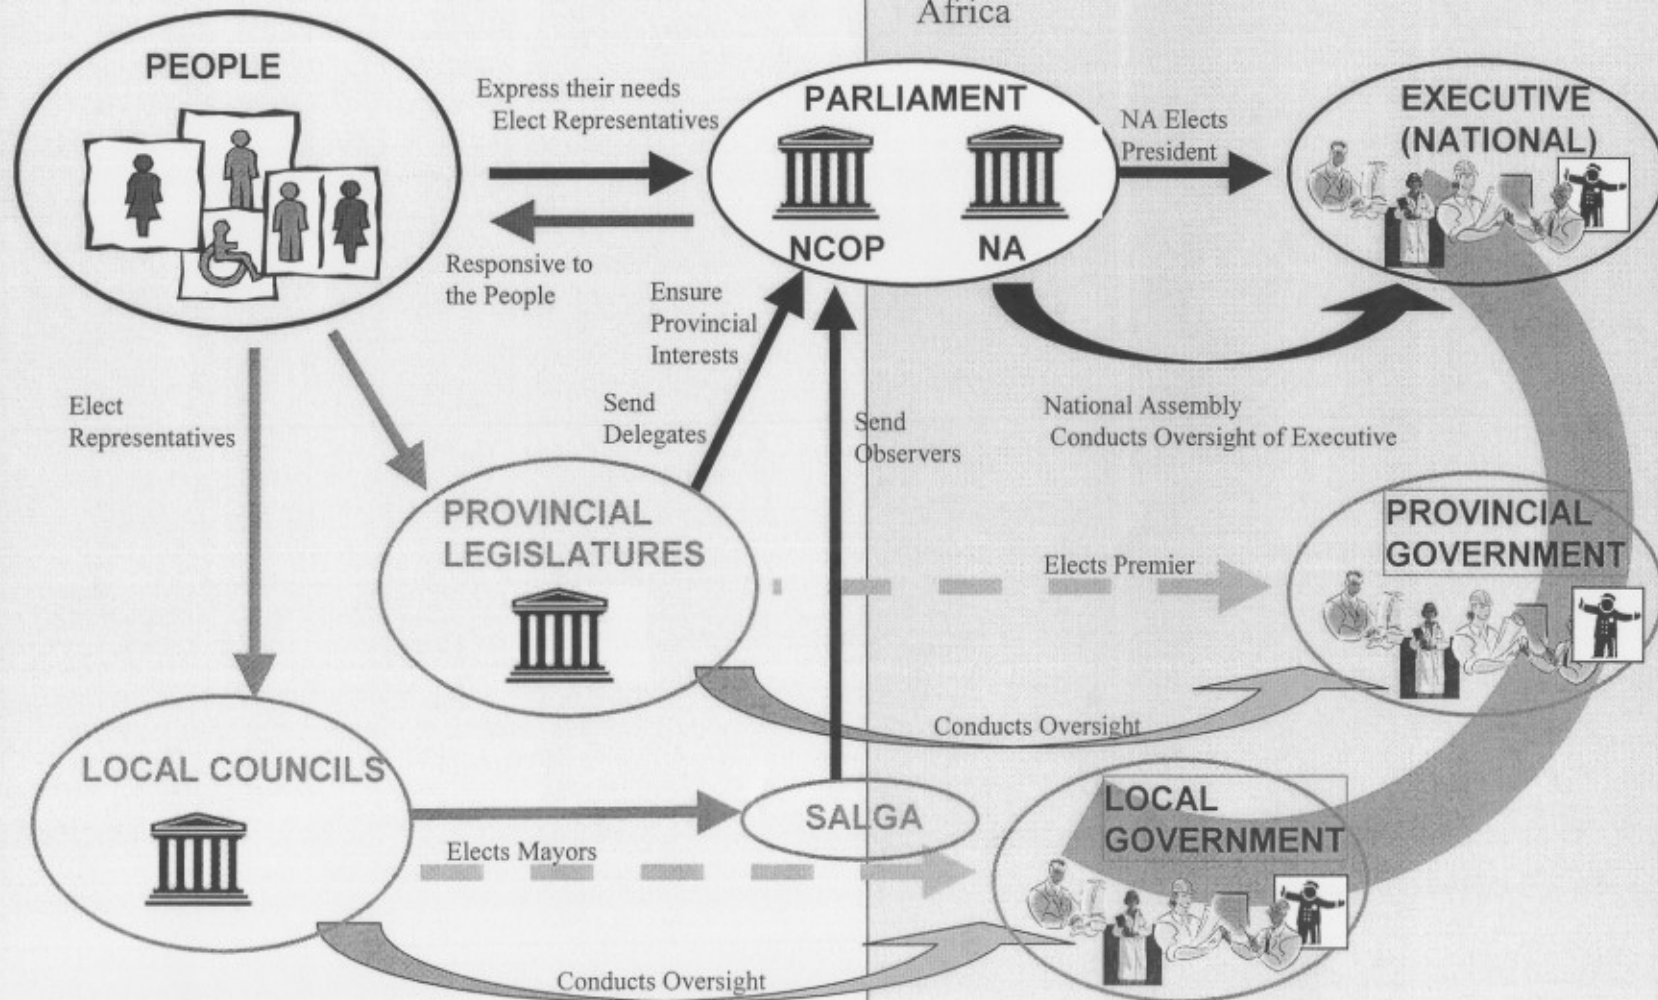 Africa
PEOPLE
Express their needs
Elect Representatives
PARLIAMENT
NCOP
NA
NA Elects
President
EXECUTIVE
(NATIONAL)
Responsive to
the People
Ensure
Provincial
Interests
Send
Delegates
Send
Observers
National Assembly
Conducts Oversight of Executive
Elect
Representatives
PROVINCIAL
LEGISLATURES
Elects Premier
PROVINCIAL
GOVERNMENT
Conducts Oversight
LOCAL COUNCILS
SALGA
Elects Mayors
LOCAL
GOVERNMENT
Conducts Oversight